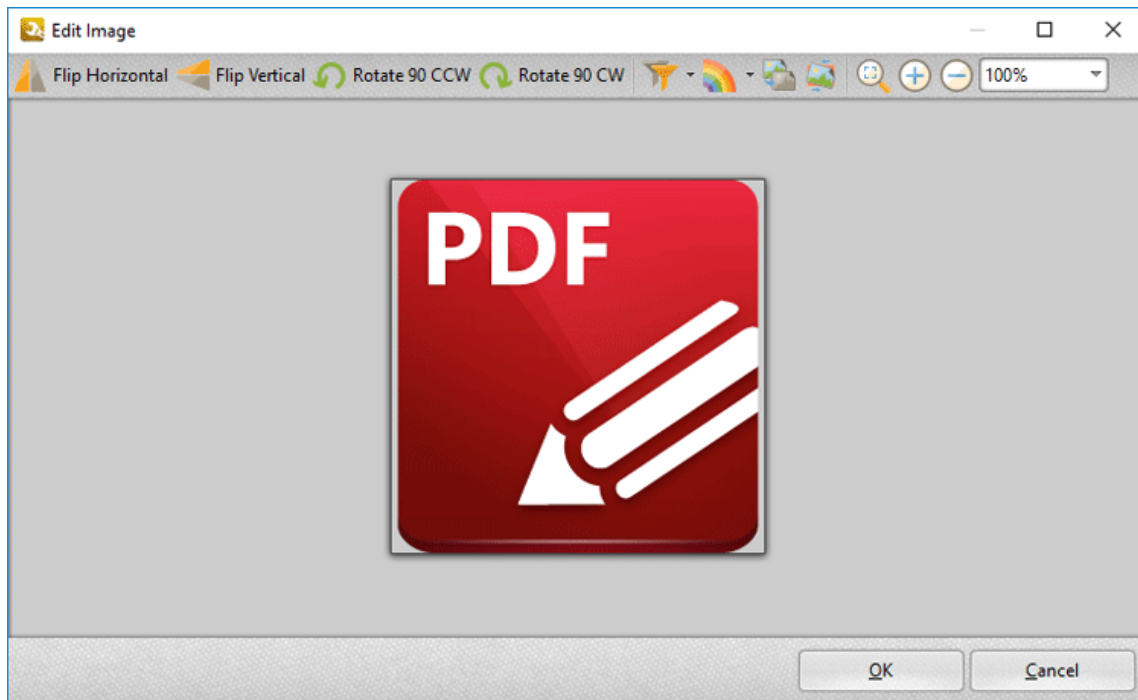 Edit Image
Flip Horizontal Flip Vertical Rotate 90 CCW Rotate 90 CW 100%
PDF
OK Cancel